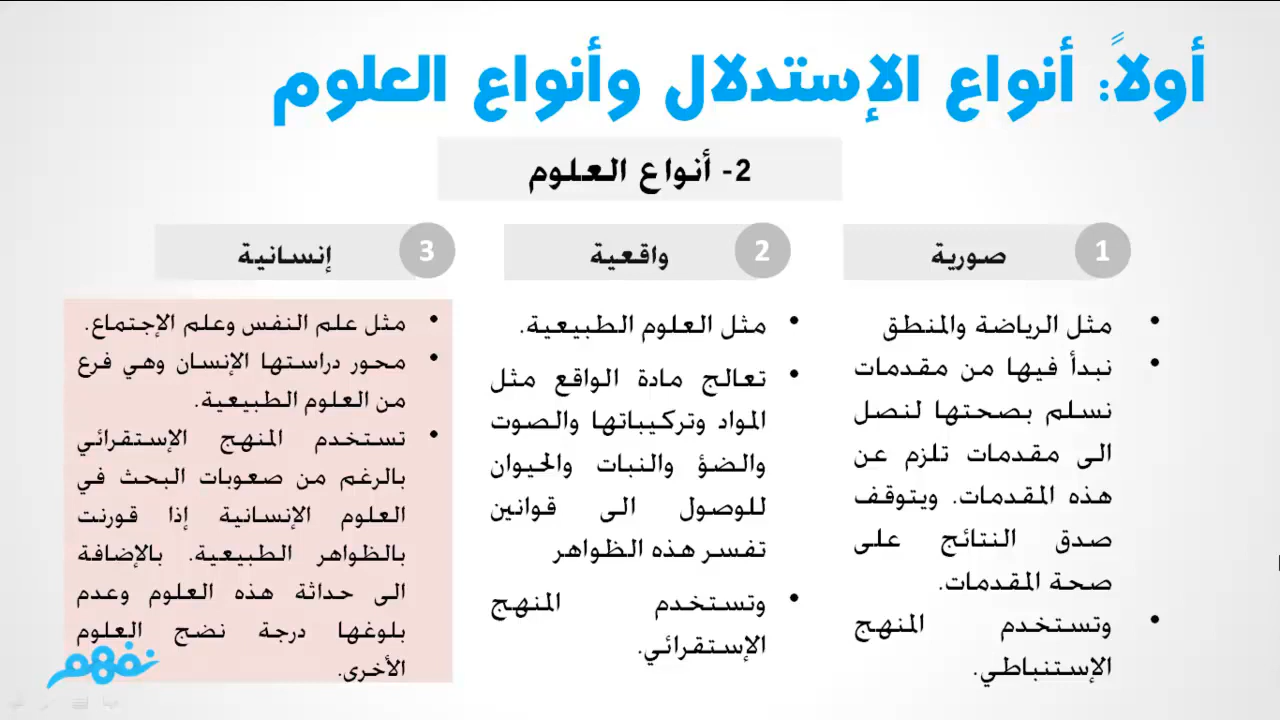 أولاً: أنواع الإستدلال وأنواع العلوم
2- أنواع العلوم
1
صورية
• مثل الرياضة والمنطق
• نبدأ فيها من مقدمات
نسلم بصحتها لنصل
الى مقدمات تلزم عن
هذه المقدمات. ويتوقف
صدق النتائج على
صحة المقدمات.
• وتستخدم المنهج
الإستنباطي.
2
واقعية
• مثل العلوم الطبيعية.
• تعالج مادة الواقع مثل
المواد وتركيباتها والصوت
والضؤ والنبات والحيوان
للوصول الى قوانين
تفسر هذه الظواهر
• وتستخدم المنهج
الإستقرائي.
3
إنسانية
• مثل علم النفس وعلم الإجتماع.
• محور دراستها الإنسان وهي فرع
من العلوم الطبيعية.
• تستخدم المنهج الإستقرائي
بالرغم من صعوبات البحث في
العلوم الإنسانية إذا قورنت
بالظواهر الطبيعية. بالإضافة
الى حداثة هذه العلوم وعدم
بلوغها درجة نضج العلوم
الأخرى.
نفهم